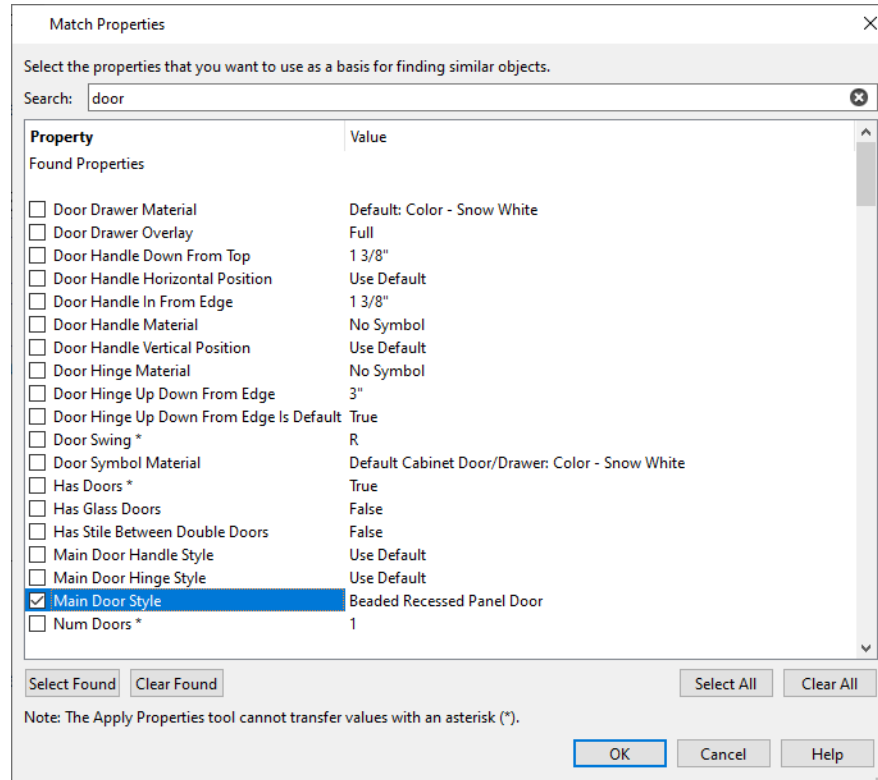 Match Properties
Select the properties that you want to use as a basis for finding similar objects.
Search: door
Property Value
Found Properties
Door Drawer Material Default: Color - Snow White
Door Drawer Overlay Full
Door Handle Down From Top 1 3/8"
Door Handle Horizontal Position Use Default
Door Handle In From Edge 1 3/8"
Door Handle Material No Symbol
Door Handle Vertical Position Use Default
Door Hinge Material No Symbol
Door Hinge Up Down From Edge 3"
Door Hinge Up Down From Edge Is Default True
Door Swing * R
Door Symbol Material Default Cabinet Door/Drawer: Color - Snow White
Has Doors * True
Has Glass Doors False
Has Stile Between Double Doors False
Main Door Handle Style Use Default
Main Door Hinge Style Use Default
Main Door Style Beaded Recessed Panel Door
Num Doors * 1
Select Found Clear Found Select All Clear All
Note: The Apply Properties tool cannot transfer values with an asterisk (*).
OK Cancel Help